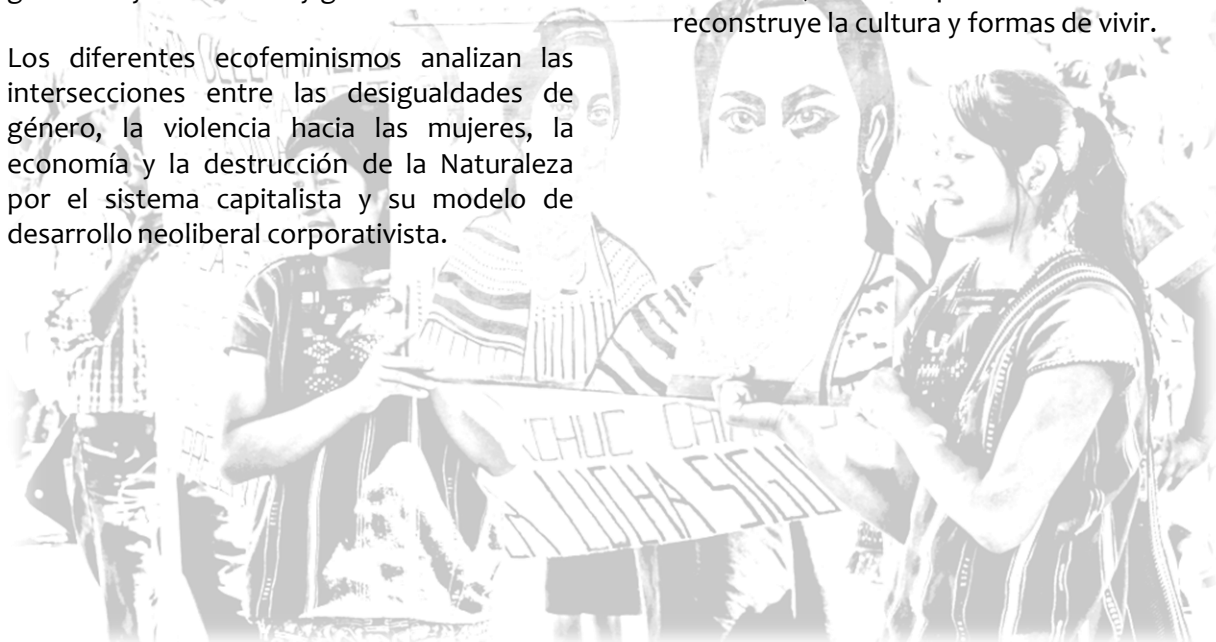 Los diferentes ecofeminismos analizan las
intersecciones entre las desigualdades de
género, la violencia hacia las mujeres, la
economía y la destrucción de la Naturaleza
por el sistema capitalista y su modelo de
desarrollo neoliberal corporativista.
reconstruye la cultura y formas de vivir.
CHUC
LUCHA SIGU